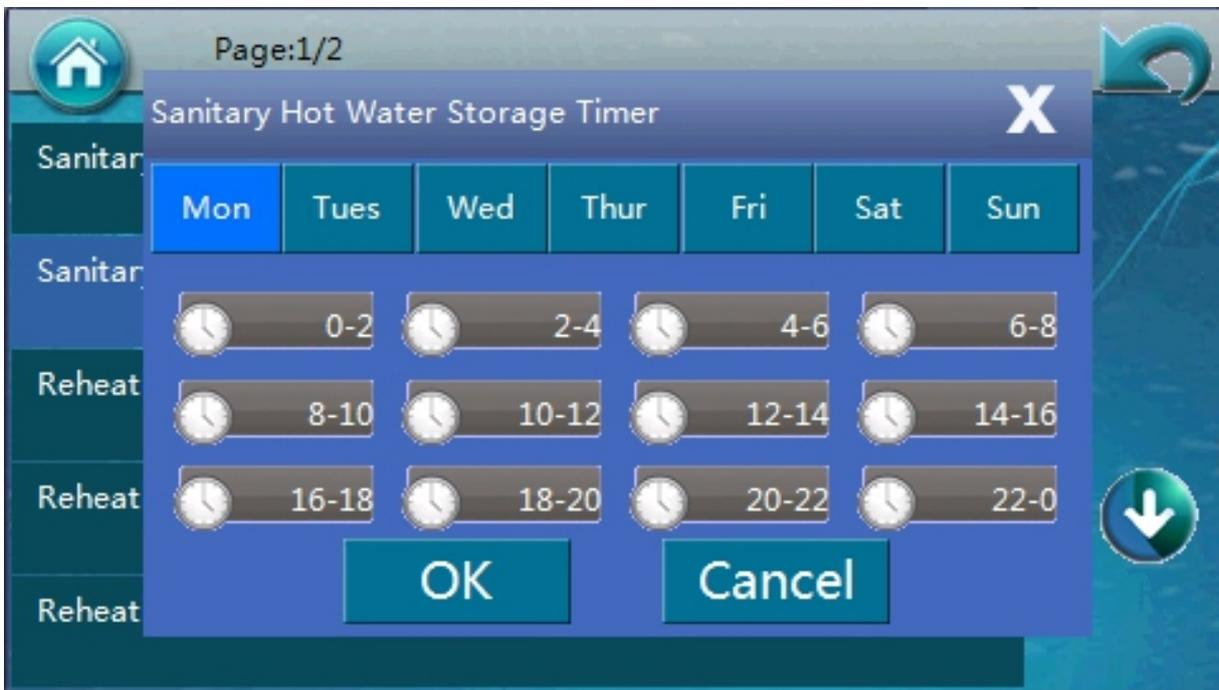 Page:1/2
Sanitary Hot Water Storage Timer X
Mon Tues Wed Thur Fri Sat Sun
0-2 2-4 4-6 6-8
8-10 10-12 12-14 14-16
16-18 18-20 20-22 22-0
OK Cancel
Sanitar
Sanitar
Reheat
Reheat
Reheat